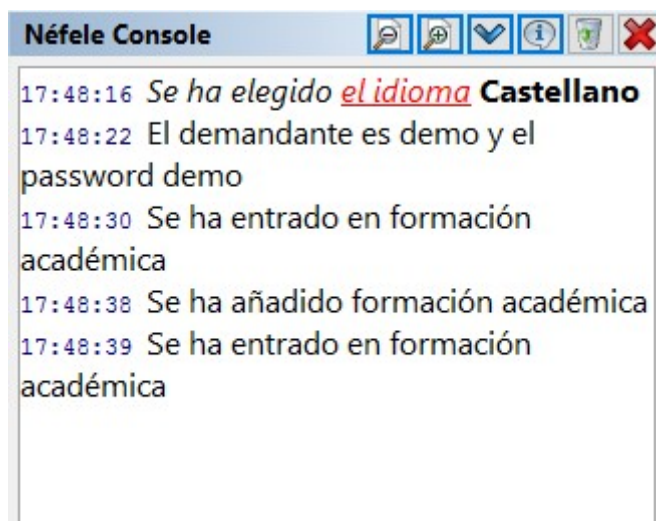 Néfele Console
17:48:16 Se ha elegido el idioma Castellano
17:48:22 El demandante es demo y el
password demo
17:48:30 Se ha entrado en formación
académica
17:48:38 Se ha añadido formación académica
17:48:39 Se ha entrado en formación
académica